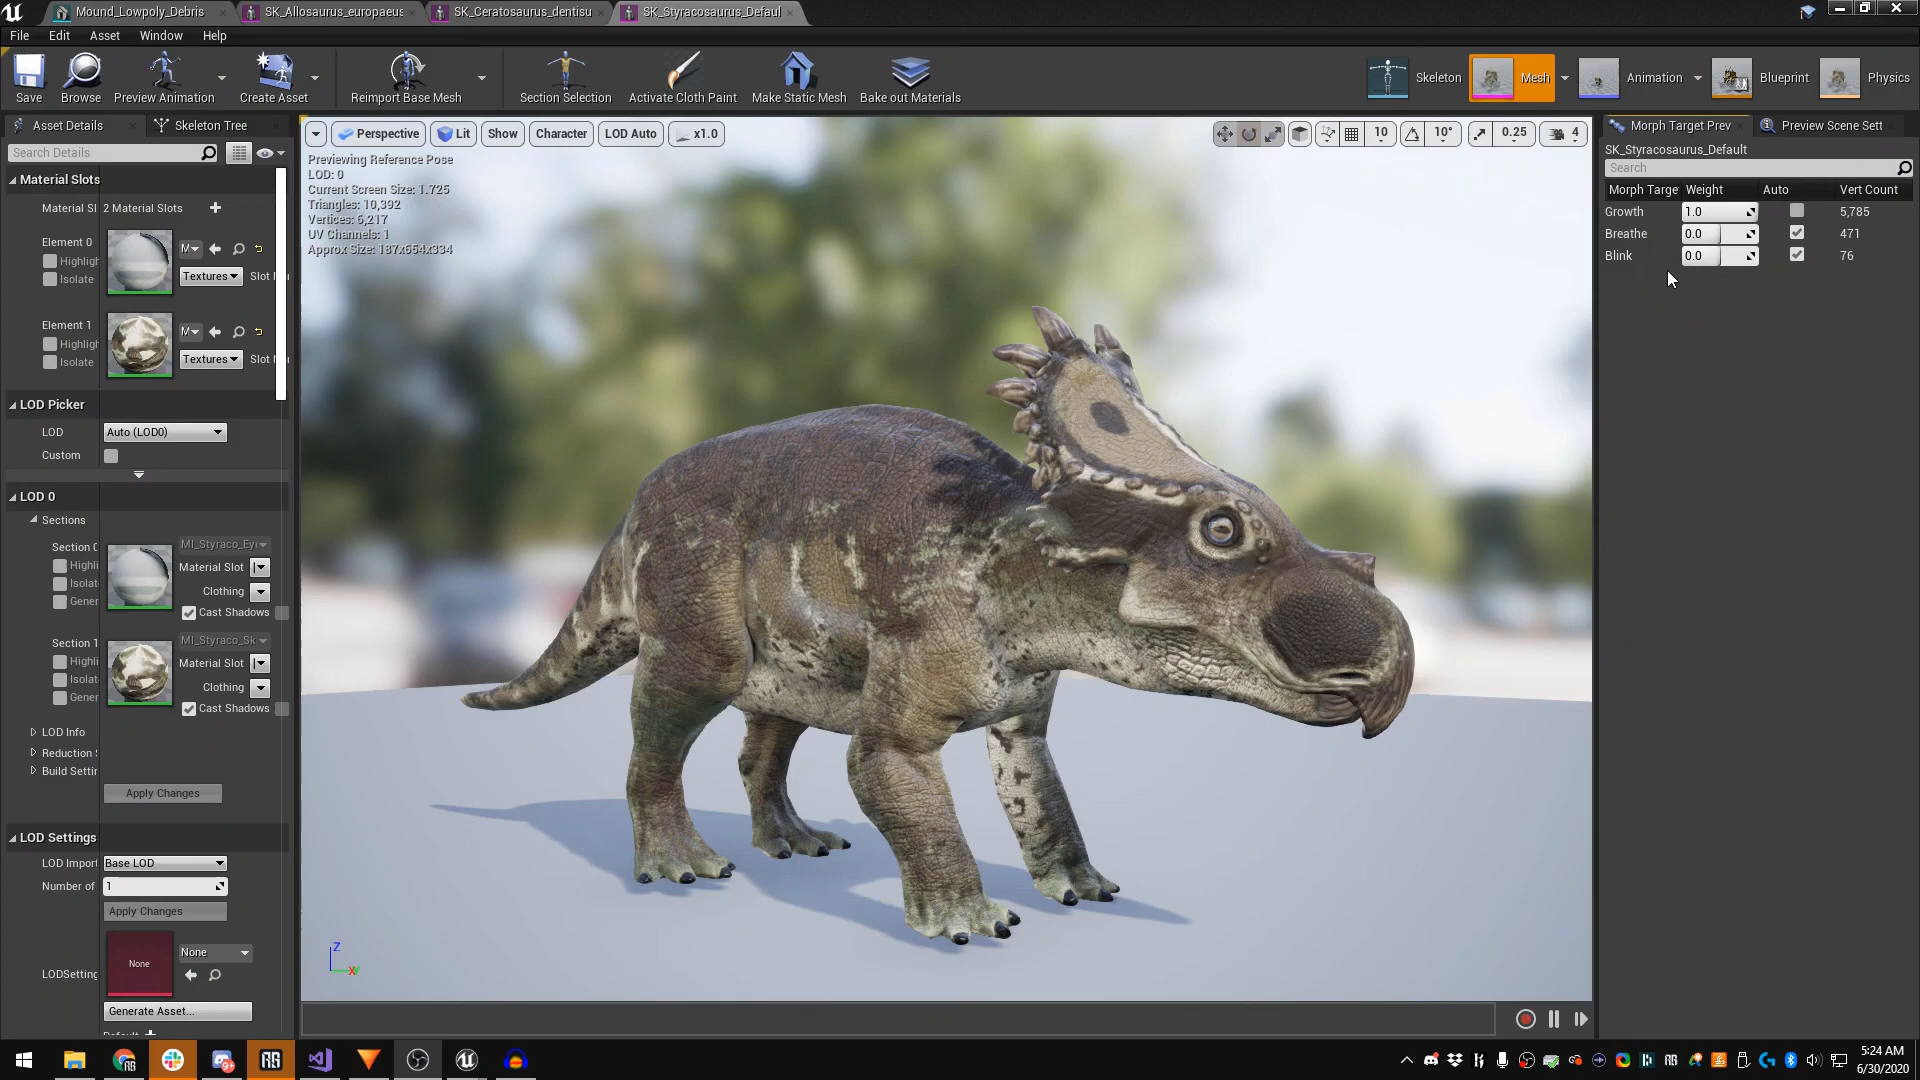 Mound_Lowpoly_Debris
SK_Allosaurus_europaeus
SK_Ceratosaurus_dentisu
SK_Styracosaurus_Defaul
File Edit Asset Window Help
Save
Browse
Preview Animation
Create Asset
Reimport Base Mesh
Section Selection
Activate Cloth Paint
Make Static Mesh
Bake out Materials
Skeleton
Mesh
Animation
Blueprint
Physics
Asset Details
Skeleton Tree
Search Details
Material Slots
Material Sl 2 Material Slots
Element 0
Highligh
Isolate
M
Textures
Slot
Element 1
Highligh
Isolate
M
Textures
Slot
LOD Picker
LOD Auto (LOD0)
Custom
LOD 0
Sections
Section 0
Highli
Isolat
Gener
MI_Styraco_Ey
Material Slot
Clothing
Cast Shadows
Section 1
Highli
Isolat
Gener
MI_Styraco_Sk
Material Slot
Clothing
Cast Shadows
LOD Info
Reduction S
Build Settin
Apply Changes
LOD Settings
LOD Import Base LOD
Number of 1
Apply Changes
LODSetting
None
None
Generate Asset...
Perspective
Lit
Show
Character
LOD Auto
x1.0
10
10°
0.25
4
Previewing Reference Pose
LOD: 0
Current Screen Size: 1.725
Triangles: 10,392
Vertices: 6,217
UV Channels: 1
Approx Size: 187x654x334
Z
X
Morph Target Prev
Preview Scene Sett
SK_Styracosaurus_Default
Search
Morph Targe Weight Auto Vert Count
Growth 1.0 5,785
Breathe 0.0 471
Blink 0.0 76
5:24 AM
6/30/2020